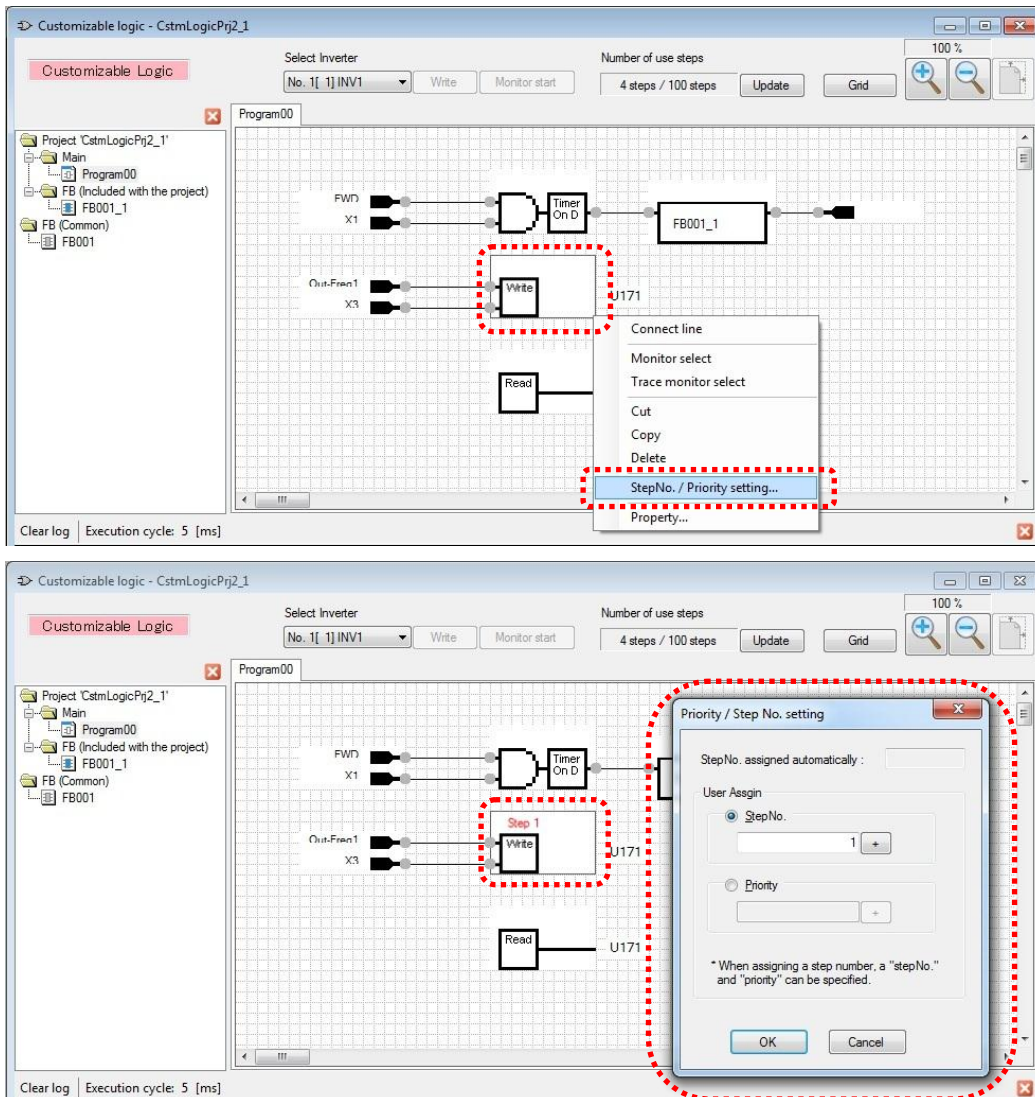 Customizable logic - CstmLogicPrj2_1
100 %
Customizable Logic
Select Inverter
No. 1[ 1] INV1
Write
Monitor start
Number of use steps
4 steps / 100 steps
Update
Grid
Program00
Project 'CstmLogicPrj2_1'
Main
Program00
FB (Included with the project)
FB001_1
FB (Common)
FB001
FWD
X1
Timer
On D
FB001_1
Out-Freq1
X3
Write
U171
Read
Connect line
Monitor select
Trace monitor select
Cut
Copy
Delete
StepNo. / Priority setting...
Property...
Clear log
Execution cycle: 5 [ms]
Customizable logic - CstmLogicPrj2_1
100 %
Customizable Logic
Select Inverter
No. 1[ 1] INV1
Write
Monitor start
Number of use steps
4 steps / 100 steps
Update
Grid
Program00
Project 'CstmLogicPrj2_1'
Main
Program00
FB (Included with the project)
FB001_1
FB (Common)
FB001
FWD
X1
Timer
On D
Step 1
Out-Freq1
X3
Write
U171
Read
U171
Priority / Step No. setting
StepNo. assigned automatically :
User Assgin
StepNo.
1
+
Priority
+
* When assigning a step number, a "stepNo."
and "priority" can be specified.
OK
Cancel
Clear log
Execution cycle: 5 [ms]